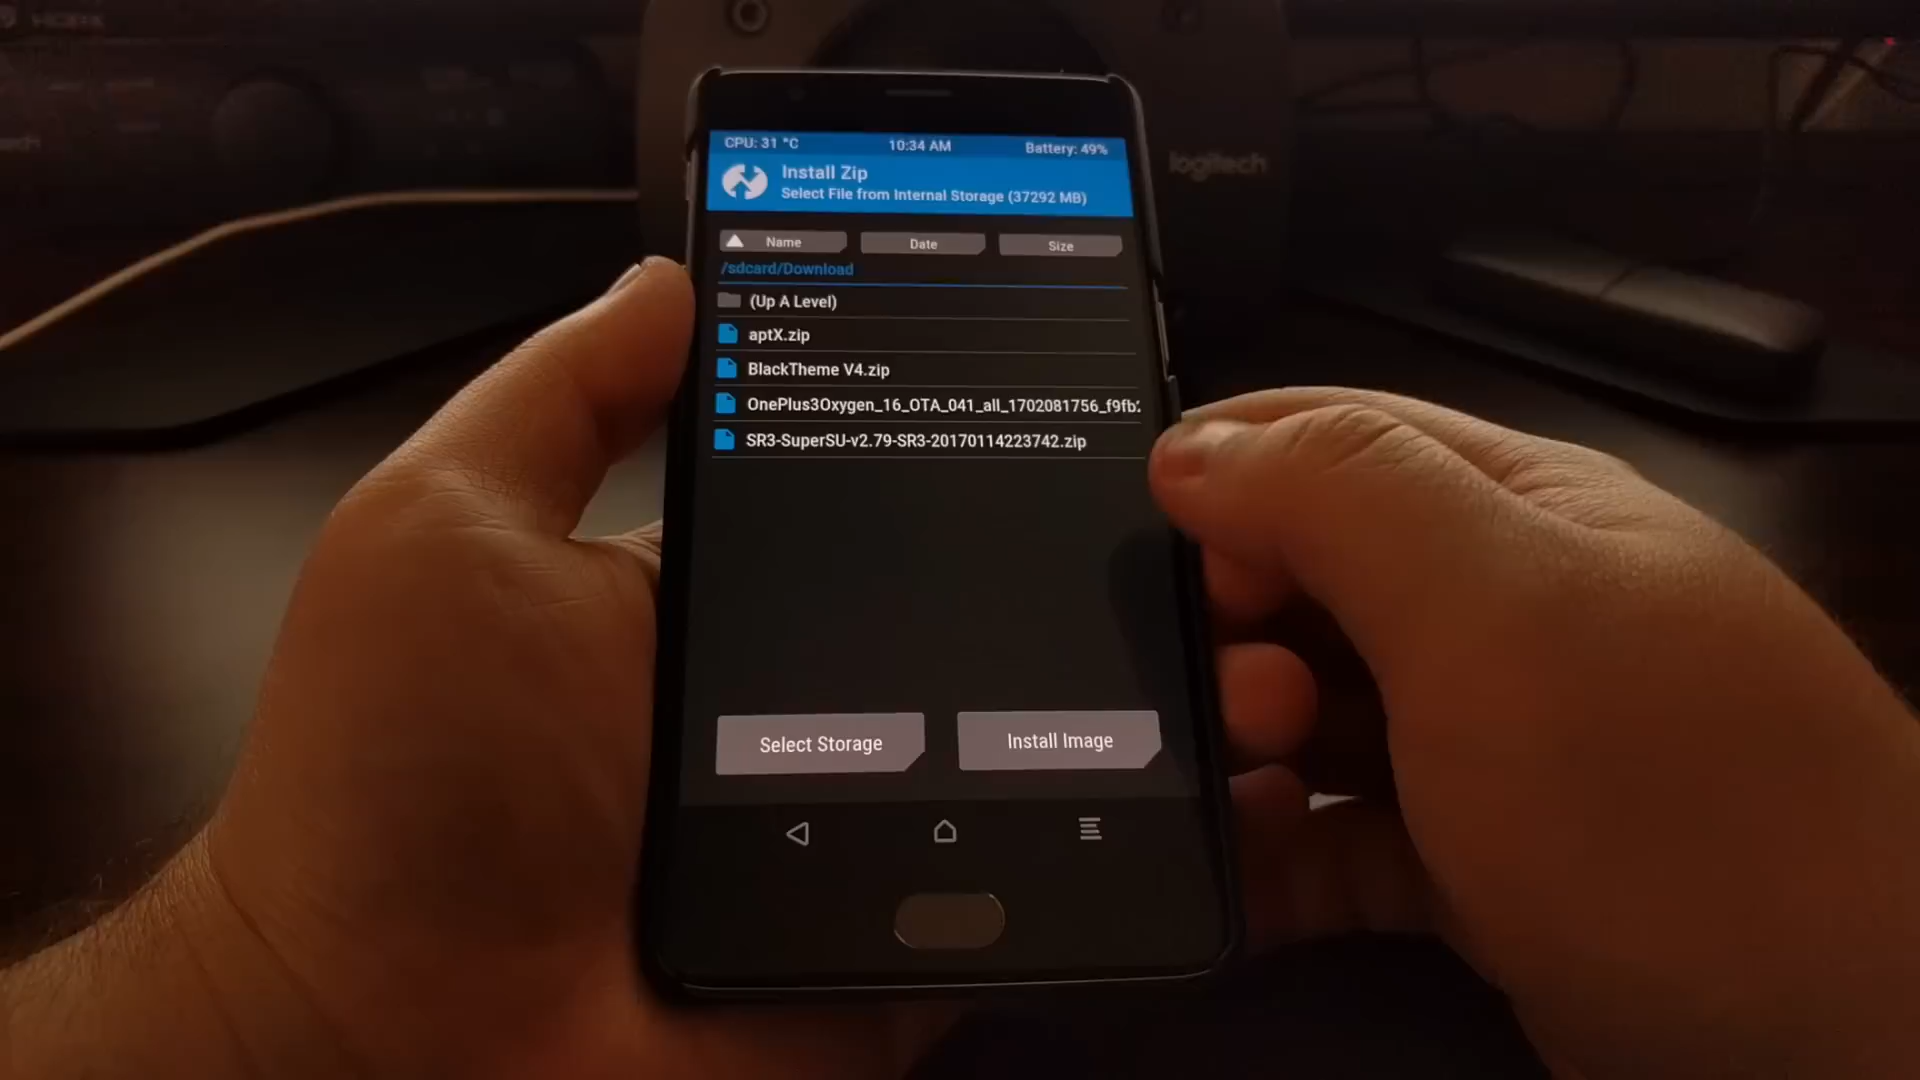 CPU: 31 °C 10:34 AM Battery: 49%
Install Zip
Select File from Internal Storage (37292 MB)
Name Date Size
/sdcard/Download
(Up A Level)
aptX.zip
BlackTheme V4.zip
OnePlus3Oxygen_16_OTA_041_all_1702081756_f9fb
SR3-SuperSU-v2.79-SR3-20170114223742.zip
Select Storage Install Image
logitech